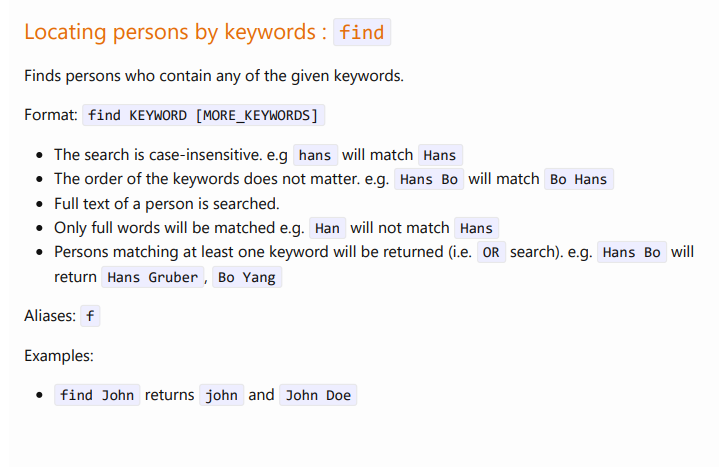 Locating persons by keywords : find
Finds persons who contain any of the given keywords.
Format: find KEYWORD [MORE_KEYWORDS]
• The search is case-insensitive. e.g hans will match Hans
• The order of the keywords does not matter. e.g. Hans Bo will match Bo Hans
• Full text of a person is searched.
• Only full words will be matched e.g. Han will not match Hans
• Persons matching at least one keyword will be returned (i.e. OR search). e.g. Hans Bo will
return Hans Gruber, Bo Yang
Aliases: f
Examples:
• find John returns john and John Doe